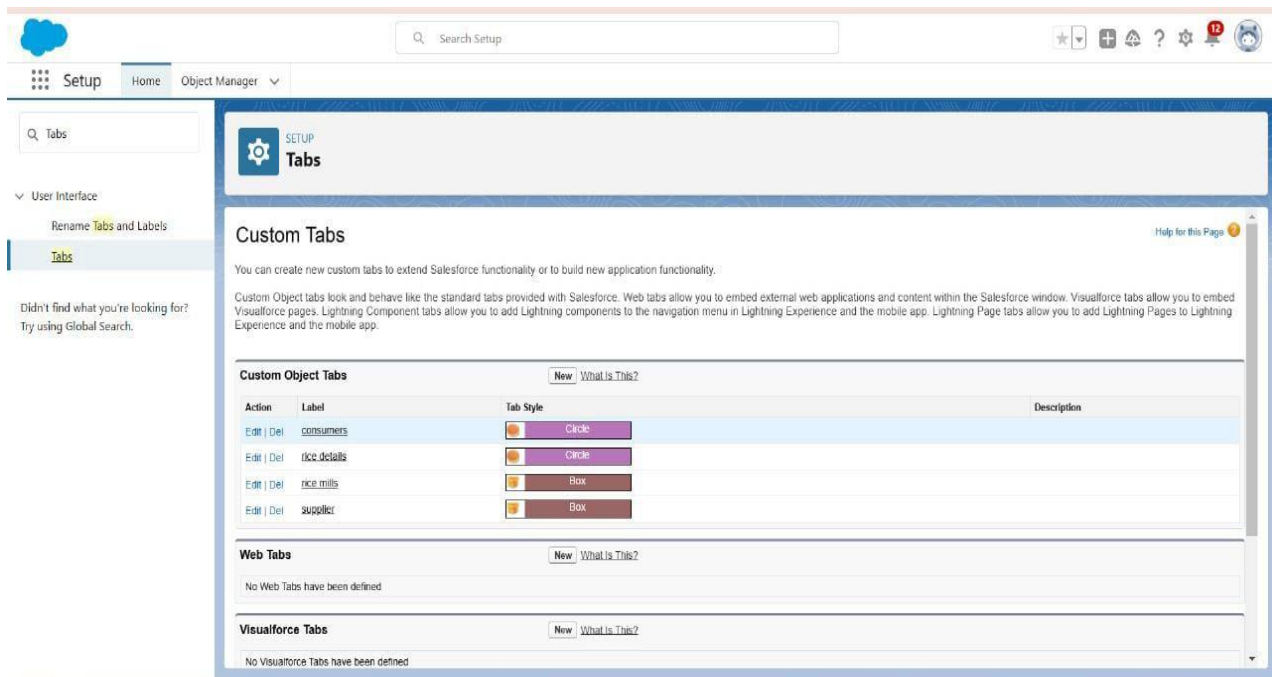 Search Setup
12
Setup
Home
Object Manager
Tabs
User Interface
Rename Tabs and Labels
Tabs
Didn't find what you're looking for?
Try using Global Search.
SETUP
Tabs
Custom Tabs
Help for this Page
You can create new custom tabs to extend Salesforce functionality or to build new application functionality.
Custom Object tabs look and behave like the standard tabs provided with Salesforce. Web tabs allow you to embed external web applications and content within the Salesforce window. Visualforce tabs allow you to embed
Visualforce pages. Lightning Component tabs allow you to add Lightning components to the navigation menu in Lightning Experience and the mobile app. Lightning Page tabs allow you to add Lightning Pages to Lightning
Experience and the mobile app.
Custom Object Tabs New What Is This?
Action Label Tab Style Description
Edit | Del consumers Circle
Edit | Del rice details Circle
Edit | Del rice mills Box
Edit | Del supplier Box
Web Tabs New What Is This?
No Web Tabs have been defined
Visualforce Tabs New What Is This?
No Visualforce Tabs have been defined